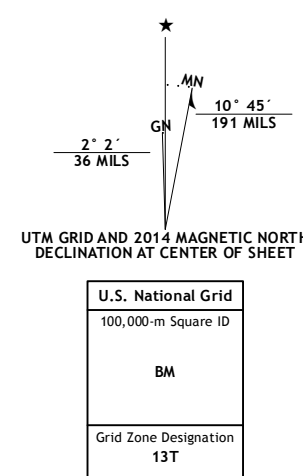 ★
MN
GN
10° 45´
191 MILS
2° 2´
36 MILS
UTM GRID AND 2014 MAGNETIC NORTH
DECLINATION AT CENTER OF SHEET
U.S. National Grid
100,000-m Square ID
BM
Grid Zone Designation
13T